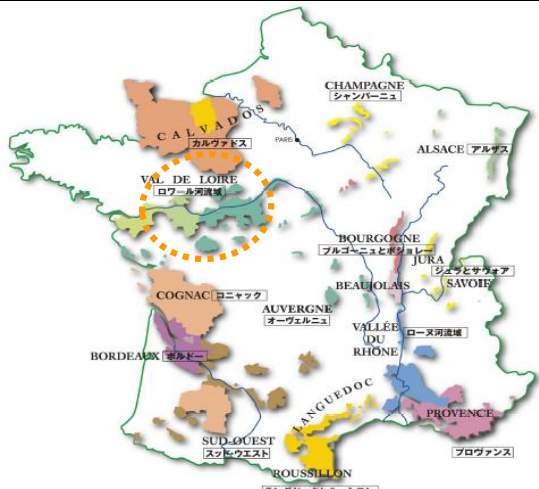 CHAMPAGNE
シャンパーニュ
CALVADOS
カルヴァドス
PARIS
ALSACE アルザス
VAL DE LOIRE
ロワール河流域
BOURGOGNE
ブルゴーニュとボジョレー
JURA
ジュラとサヴォア
SAVOIE
BEAUJOLAIS
COGNAC コニャック
AUVERGNE
オーヴェルニュ
VALLÉE
DU
RHÔNE
ローヌ河流域
BORDEAUX ボルドー
LANGUEDOC
PROVENCE
プロヴァンス
SUD-OUEST
スッド・ウエスト
ROUSSILLON